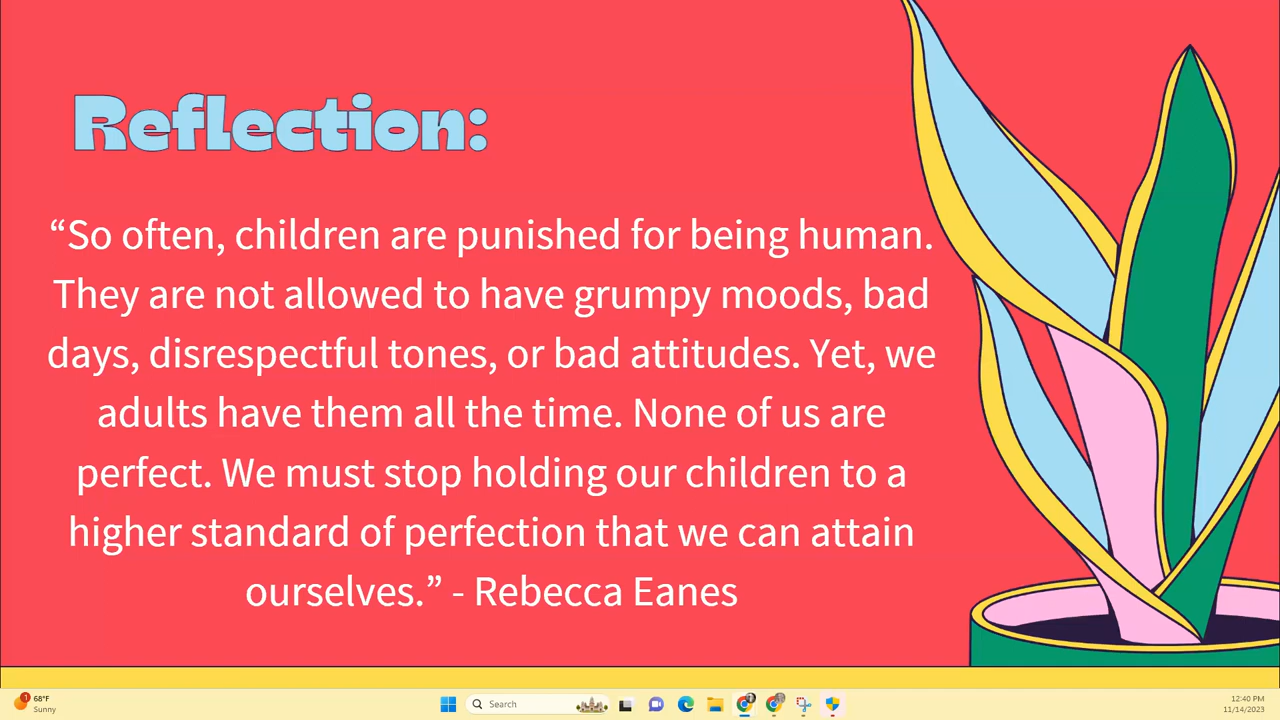 Reflection:
“So often, children are punished for being human.
They are not allowed to have grumpy moods, bad
days, disrespectful tones, or bad attitudes. Yet, we
adults have them all the time. None of us are
perfect. We must stop holding our children to a
higher standard of perfection that we can attain
ourselves.” - Rebecca Eanes
1
68°F
Sunny
Search
12:40 PM
11/14/2023